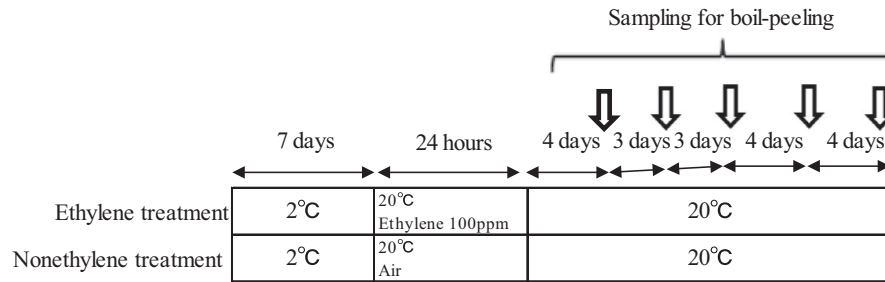 Sampling for boil-peeling
7 days 24 hours 4 days 3 days 3 days 4 days 4 days
Ethylene treatment 2℃ 20℃ Ethylene 100ppm 20℃
Nonethylene treatment 2℃ 20℃ Air 20℃